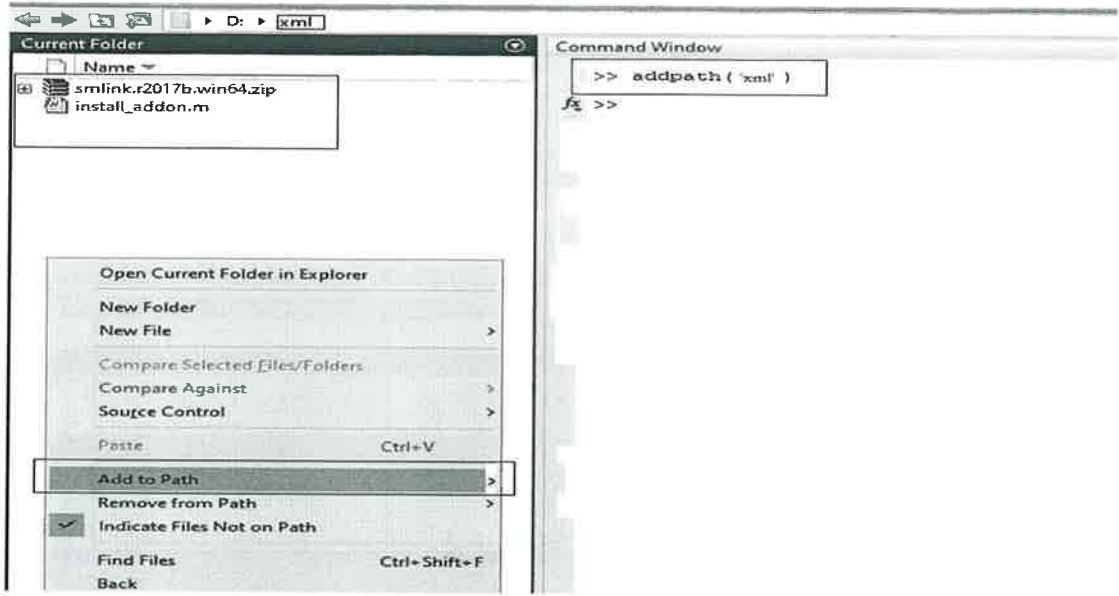 D: ▸ xml
Current Folder
Name
smlink.r2017b.win64.zip
install_addon.m
Open Current Folder in Explorer
New Folder
New File >
Compare Selected Files/Folders
Compare Against >
Source Control >
Paste Ctrl+V
Add to Path >
Remove from Path >
Indicate Files Not on Path
Find Files Ctrl+Shift+F
Back
Command Window
>> addpath ( 'xml' )
fx >>